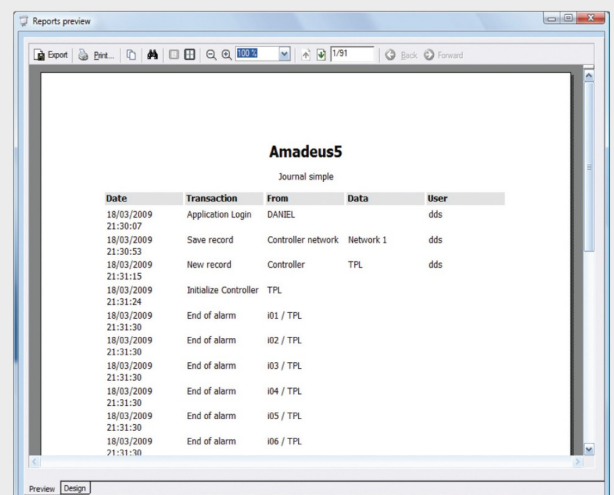 Reports preview
Export Print... 100 % 1/91 Back Forward
Amadeus5
Journal simple
Date Transaction From Data User
18/03/2009 Application Login DANIEL dds
21:30:07
18/03/2009 Save record Controller network Network 1 dds
21:30:53
18/03/2009 New record Controller TPL dds
21:31:15
18/03/2009 Initialize Controller TPL
21:31:24
18/03/2009 End of alarm i01 / TPL
21:31:30
18/03/2009 End of alarm i02 / TPL
21:31:30
18/03/2009 End of alarm i03 / TPL
21:31:30
18/03/2009 End of alarm i04 / TPL
21:31:30
18/03/2009 End of alarm i05 / TPL
21:31:30
18/03/2009 End of alarm i06 / TPL
21:31:30
Preview Design